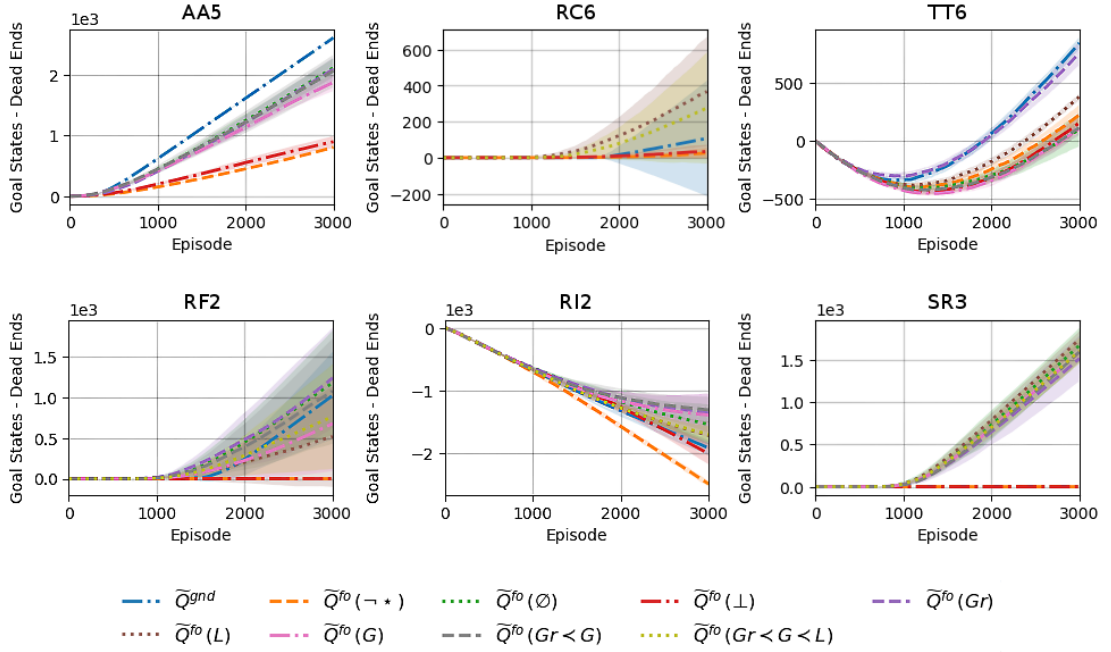 AA5
RC6
TT6
1e3
Goal States - Dead Ends
2
1
0
0 1000 2000 3000
Episode
Goal States - Dead Ends
600
400
200
0
−200
0 1000 2000 3000
Episode
Goal States - Dead Ends
500
0
−500
0 1000 2000 3000
Episode
RF2
RI2
SR3
1e3
Goal States - Dead Ends
1.5
1.0
0.5
0.0
0 1000 2000 3000
Episode
1e3
Goal States - Dead Ends
0
−1
−2
0 1000 2000 3000
Episode
1e3
Goal States - Dead Ends
1.5
1.0
0.5
0.0
0 1000 2000 3000
Episode
Q̃^gnd Q̃^fo(¬⋆) Q̃^fo(∅) Q̃^fo(⊥) Q̃^fo(Gr)
Q̃^fo(L) Q̃^fo(G) Q̃^fo(Gr≺G) Q̃^fo(Gr≺G≺L)